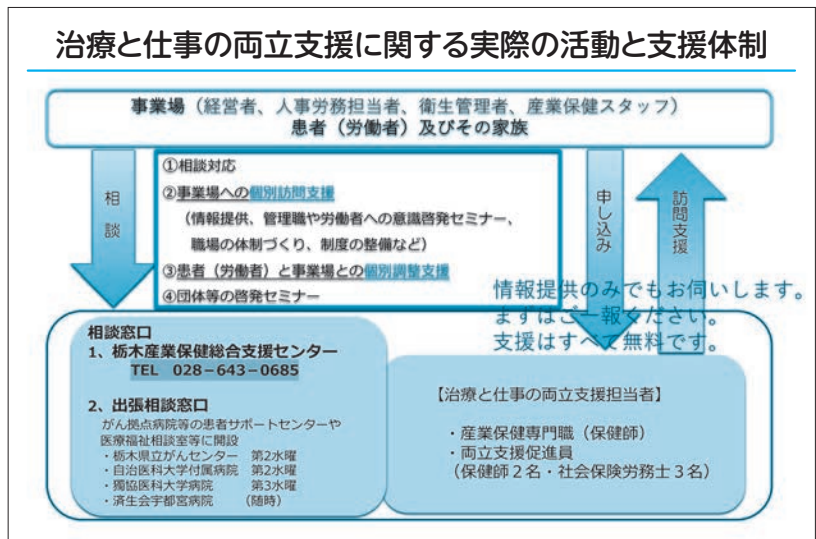 治療と仕事の両立支援に関する実際の活動と支援体制
事業場（経営者、人事労務担当者、衛生管理者、産業保健スタッフ）
患者（労働者）及びその家族
相談
①相談対応
②事業場への個別訪問支援
（情報提供、管理職や労働者への意識啓発セミナー、
職場の体制づくり、制度の整備など）
③患者（労働者）と事業場との個別調整支援
④団体等の啓発セミナー
申し込み
訪問支援
情報提供のみでもお伺いします。
まずはご一報ください。
支援はすべて無料です。
相談窓口
1、栃木産業保健総合支援センター
TEL 028−643−0685
2、出張相談窓口
がん拠点病院等の患者サポートセンターや
医療福祉相談室等に開設
・栃木県立がんセンター 第2水曜
・自治医科大学付属病院 第2水曜
・獨協医科大学病院 第3水曜
・済生会宇都宮病院 （随時）
【治療と仕事の両立支援担当者】
・産業保健専門職（保健師）
・両立支援促進員
（保健師２名・社会保険労務士３名）